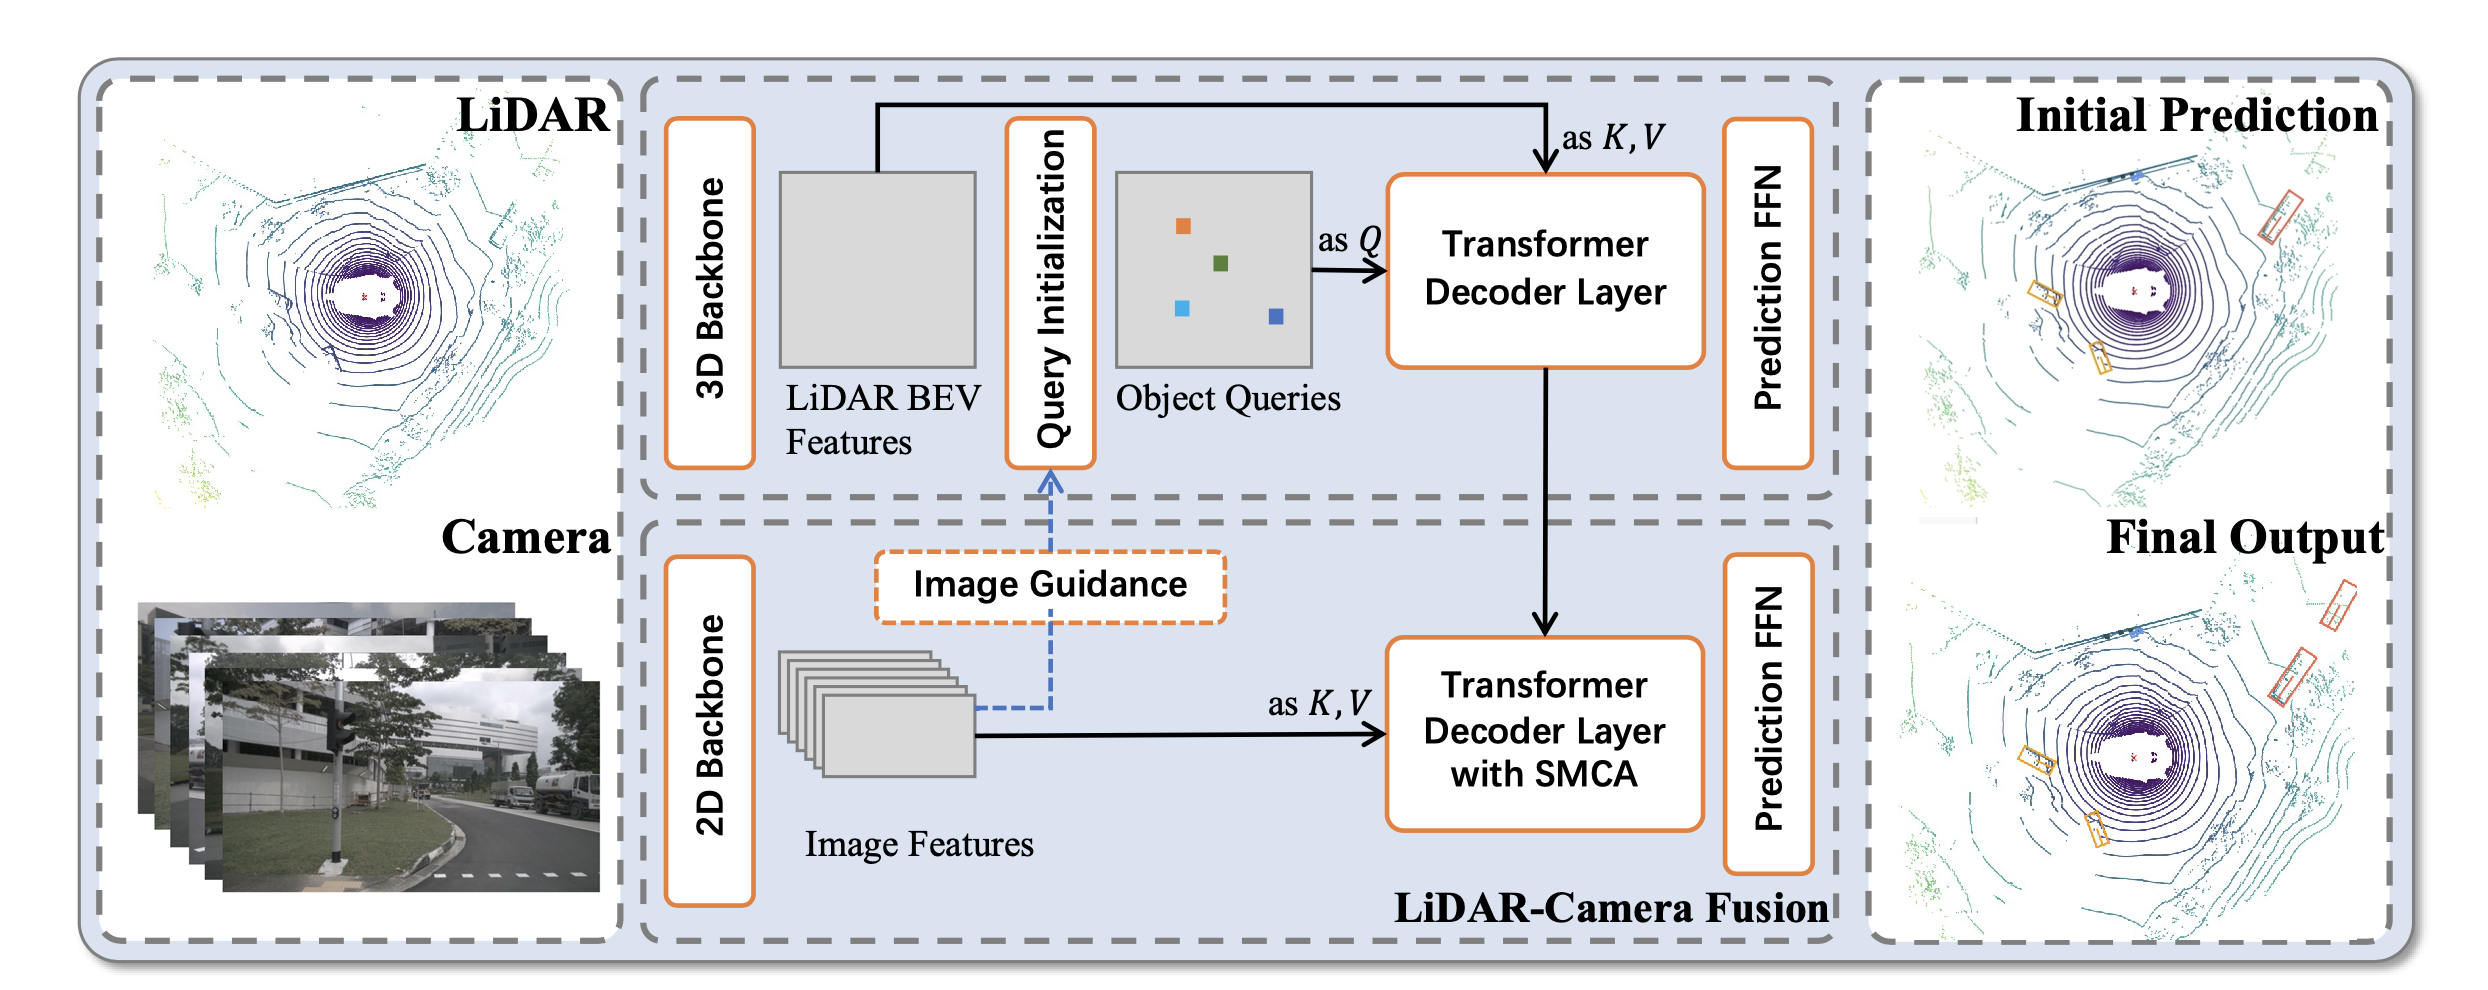 LiDAR
Camera
3D Backbone
LiDAR BEV
Features
Query Initialization
Object Queries
as K, V
as Q
Transformer
Decoder Layer
Prediction FFN
2D Backbone
Image Guidance
Image Features
as K, V
Transformer
Decoder Layer
with SMCA
Prediction FFN
LiDAR-Camera Fusion
Initial Prediction
Final Output